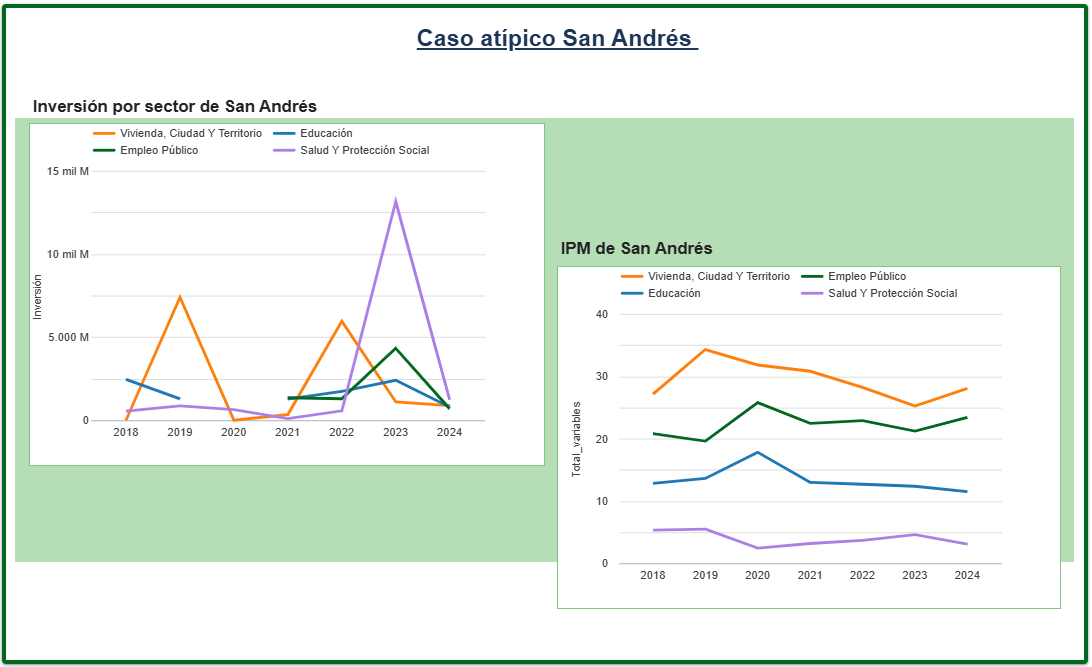 Caso atípico San Andrés
Inversión por sector de San Andrés
Vivienda, Ciudad Y Territorio
Educación
Empleo Público
Salud Y Protección Social
Inversión
15 mil M
10 mil M
5.000 M
0
2018 2019 2020 2021 2022 2023 2024
IPM de San Andrés
Vivienda, Ciudad Y Territorio
Empleo Público
Educación
Salud Y Protección Social
Total_variables
40
30
20
10
0
2018 2019 2020 2021 2022 2023 2024